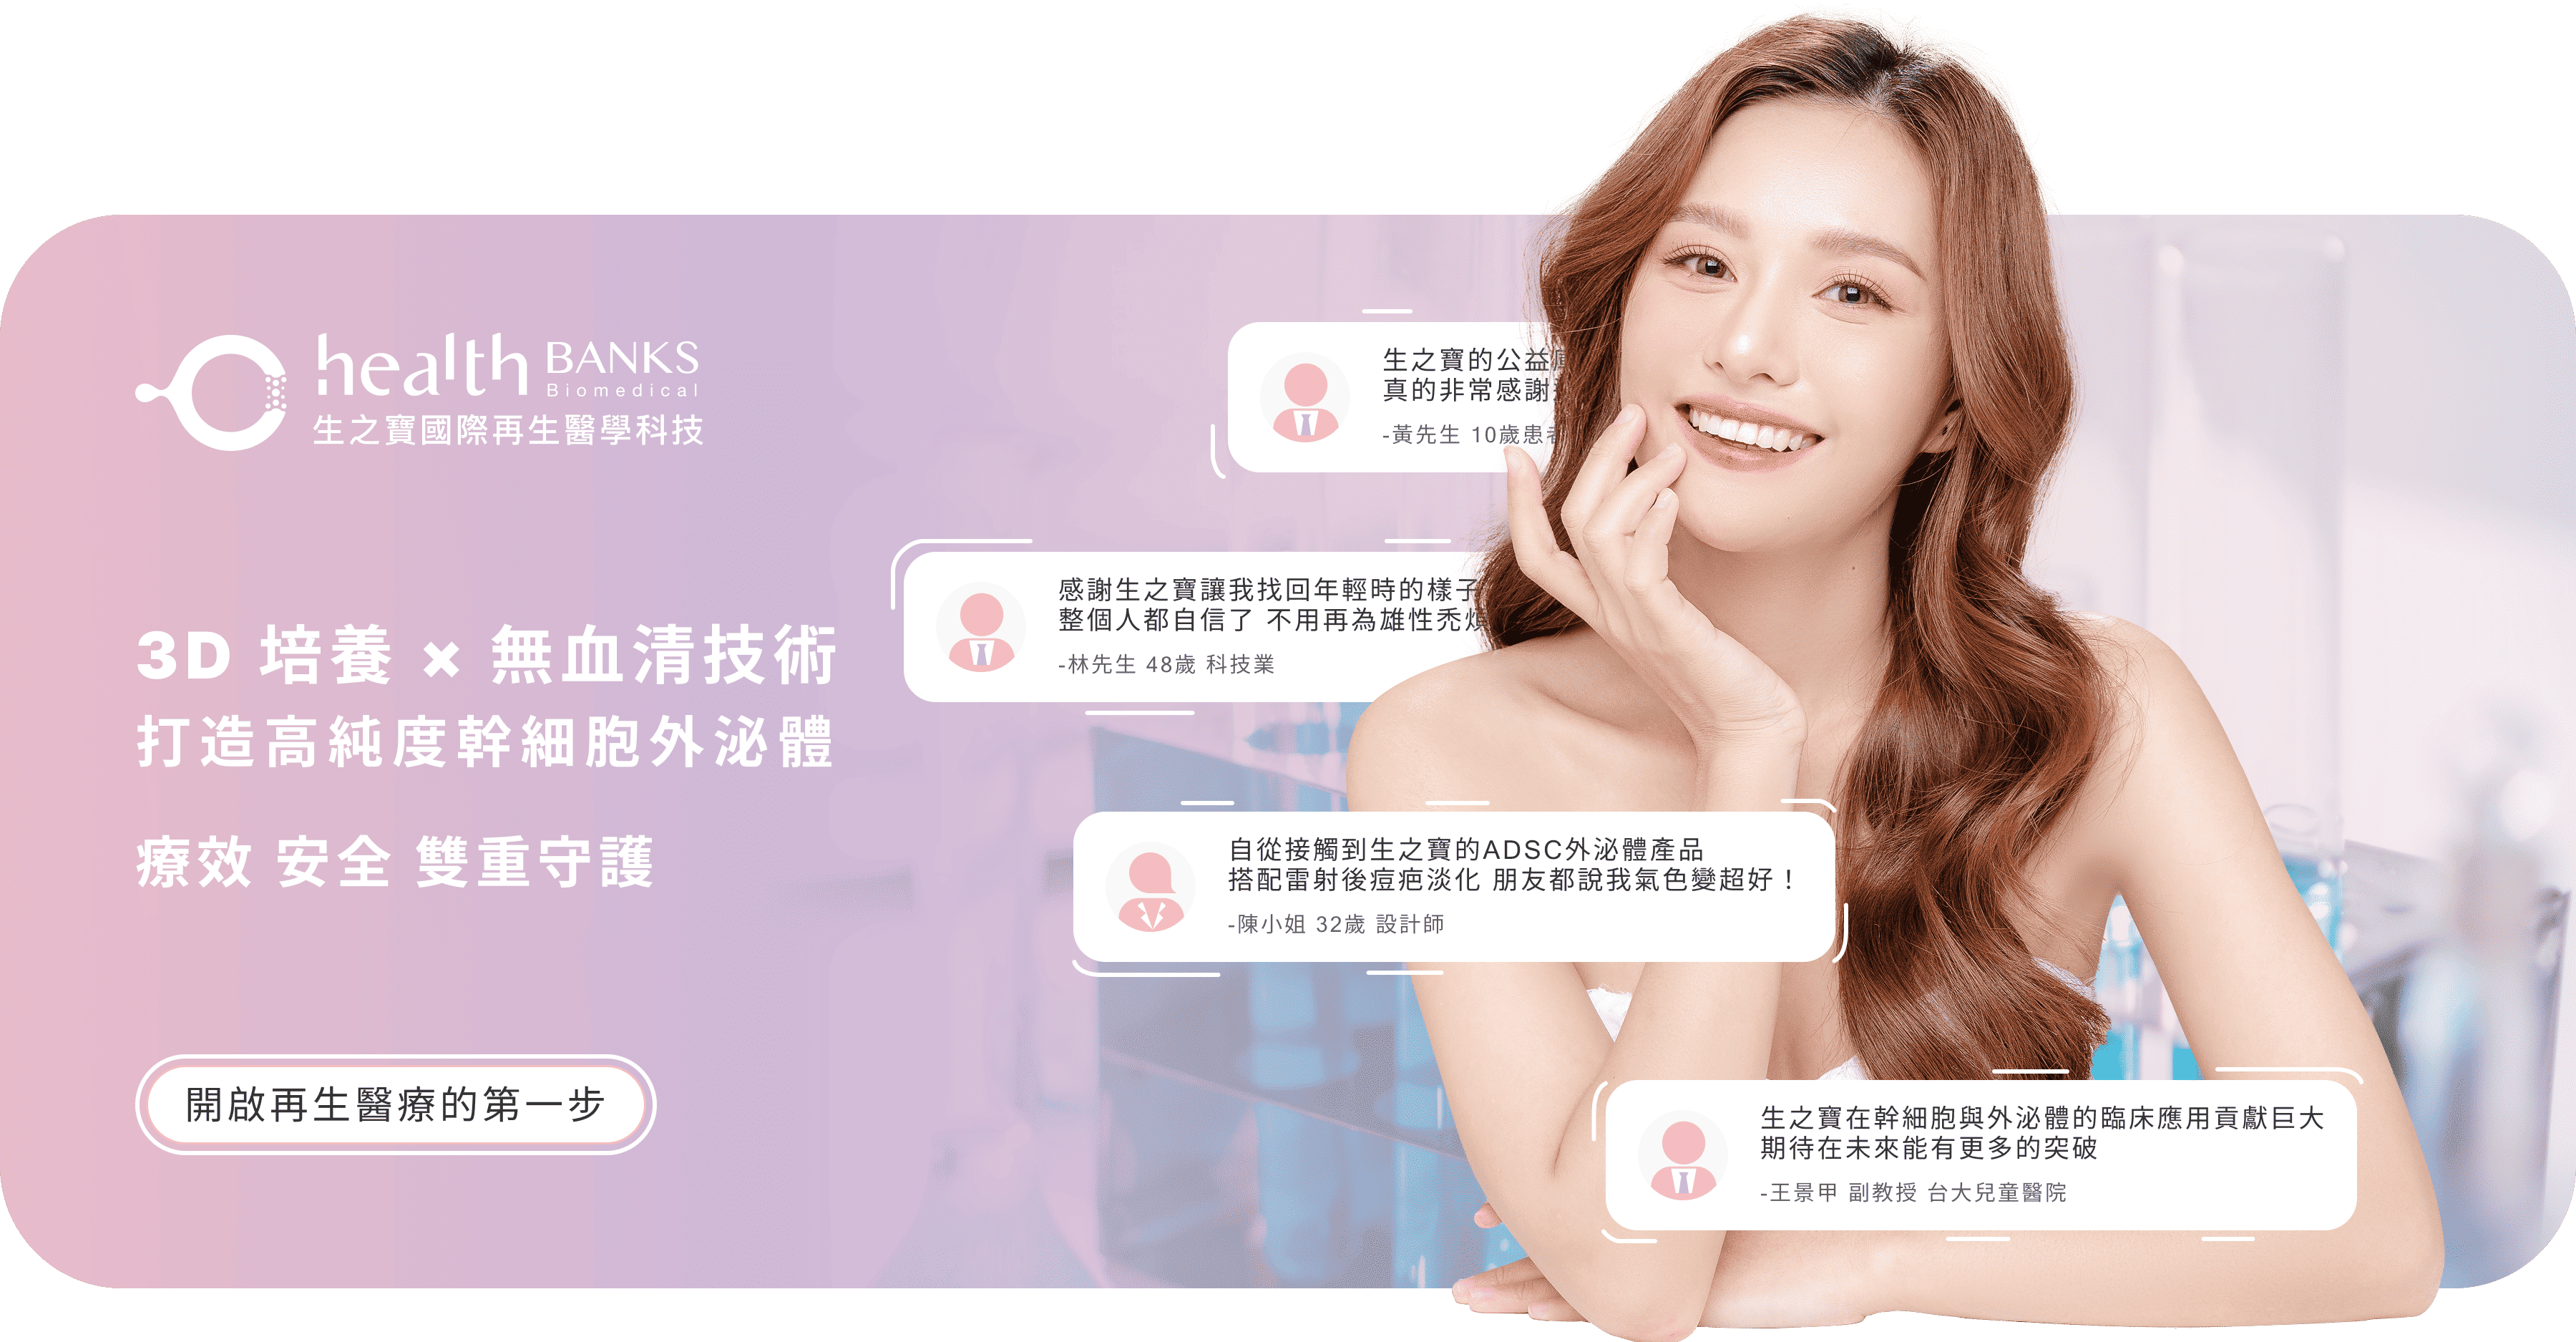 health BANKS
Biomedical
生之寶國際再生醫學科技
3D 培養 × 無血清技術
打造高純度幹細胞外泌體
療效 安全 雙重守護
開啟再生醫療的第一步
生之寶的公益
真的非常感謝
-黃先生 10歲患者
感謝生之寶讓我找回年輕時的樣子
整個人都自信了 不用再為雄性禿煩
-林先生 48歲 科技業
自從接觸到生之寶的ADSC外泌體產品
搭配雷射後痘疤淡化 朋友都說我氣色變超好！
-陳小姐 32歲 設計師
生之寶在幹細胞與外泌體的臨床應用貢獻巨大
期待在未來能有更多的突破
-王景甲 副教授 台大兒童醫院